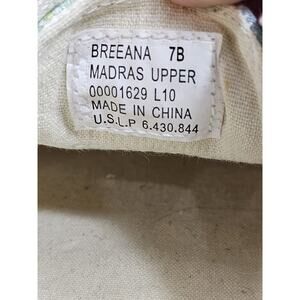 BREEANA 7B
MADRAS UPPER
00001629 L10
MADE IN CHINA
U.S.L.P 6.430.844